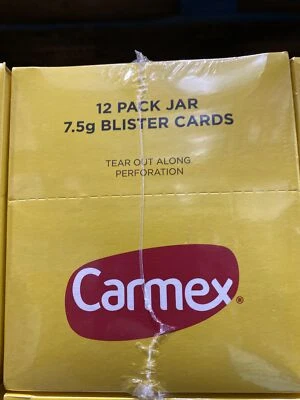 12 PACK JAR
7.5g BLISTER CARDS
TEAR OUT ALONG
PERFORATION
Carmex®